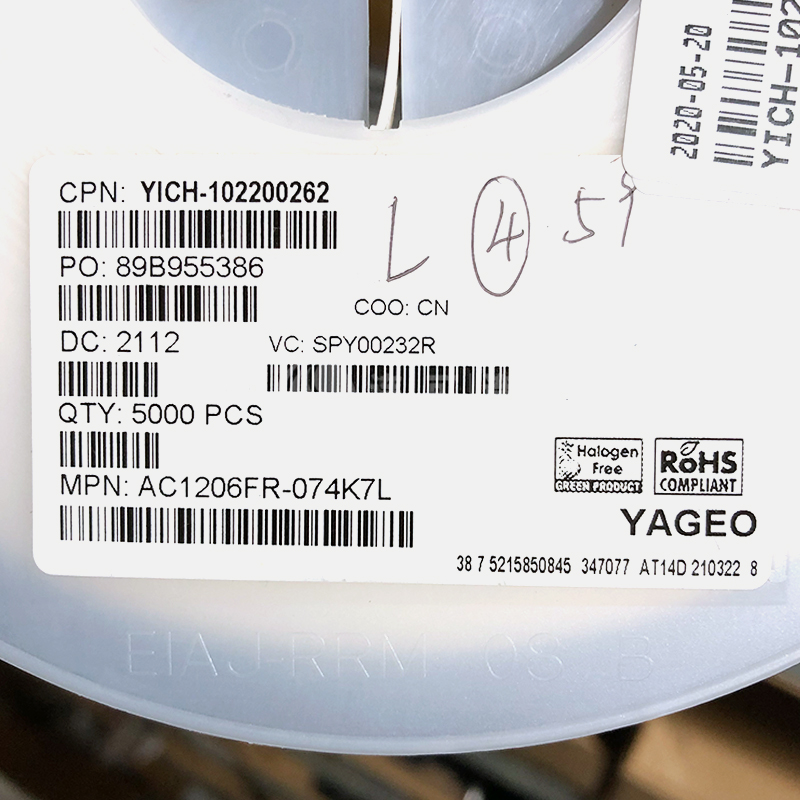 2020-05-20
YICH-102
CPN: YICH-102200262
L ④ 59
PO: 89B955386
COO: CN
DC: 2112
VC: SPY00232R
QTY: 5000 PCS
MPN: AC1206FR-074K7L
Halogen
Free
GREEN PRODUCT
RoHS
COMPLIANT
YAGEO
38 7 5215850845 347077 AT14D 210322 8
EIAJ-RRM OS B